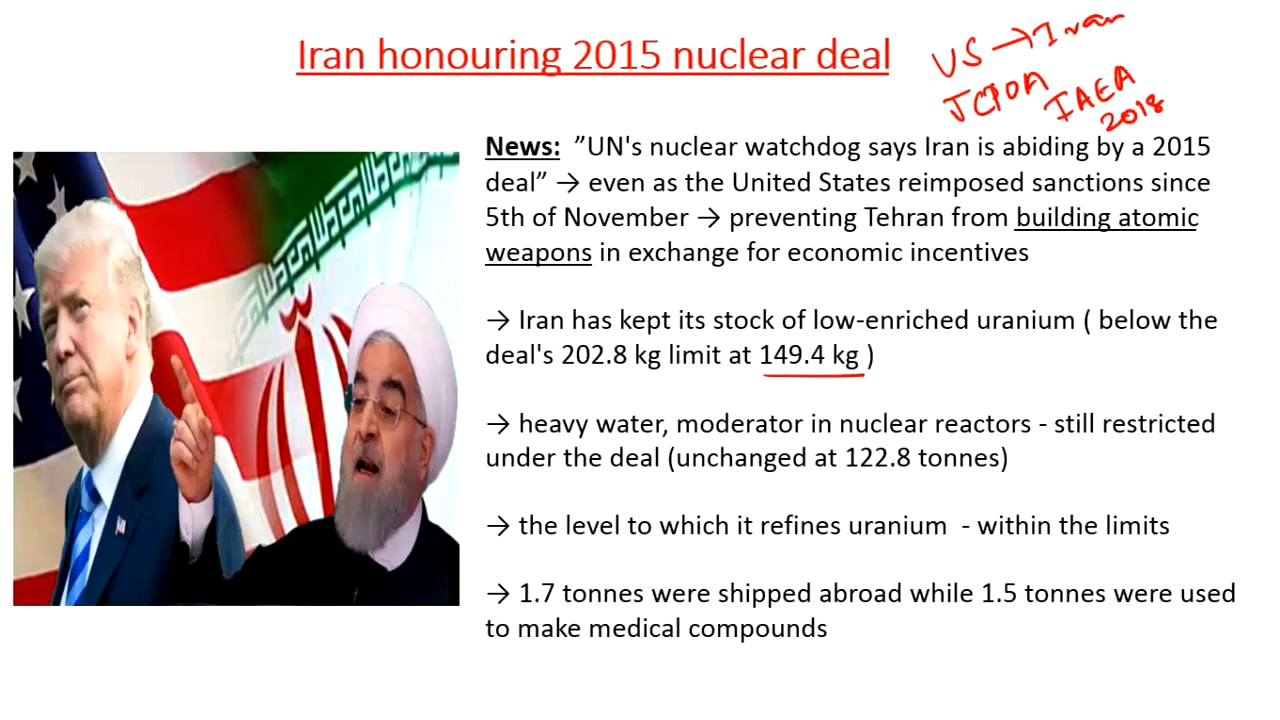 Iran honouring 2015 nuclear deal
US → Iran
JCPOA
IAEA
2018
News: ”UN's nuclear watchdog says Iran is abiding by a 2015
deal” → even as the United States reimposed sanctions since
5th of November → preventing Tehran from building atomic
weapons in exchange for economic incentives
→ Iran has kept its stock of low-enriched uranium ( below the
deal's 202.8 kg limit at 149.4 kg )
→ heavy water, moderator in nuclear reactors - still restricted
under the deal (unchanged at 122.8 tonnes)
→ the level to which it refines uranium  - within the limits
→ 1.7 tonnes were shipped abroad while 1.5 tonnes were used
to make medical compounds